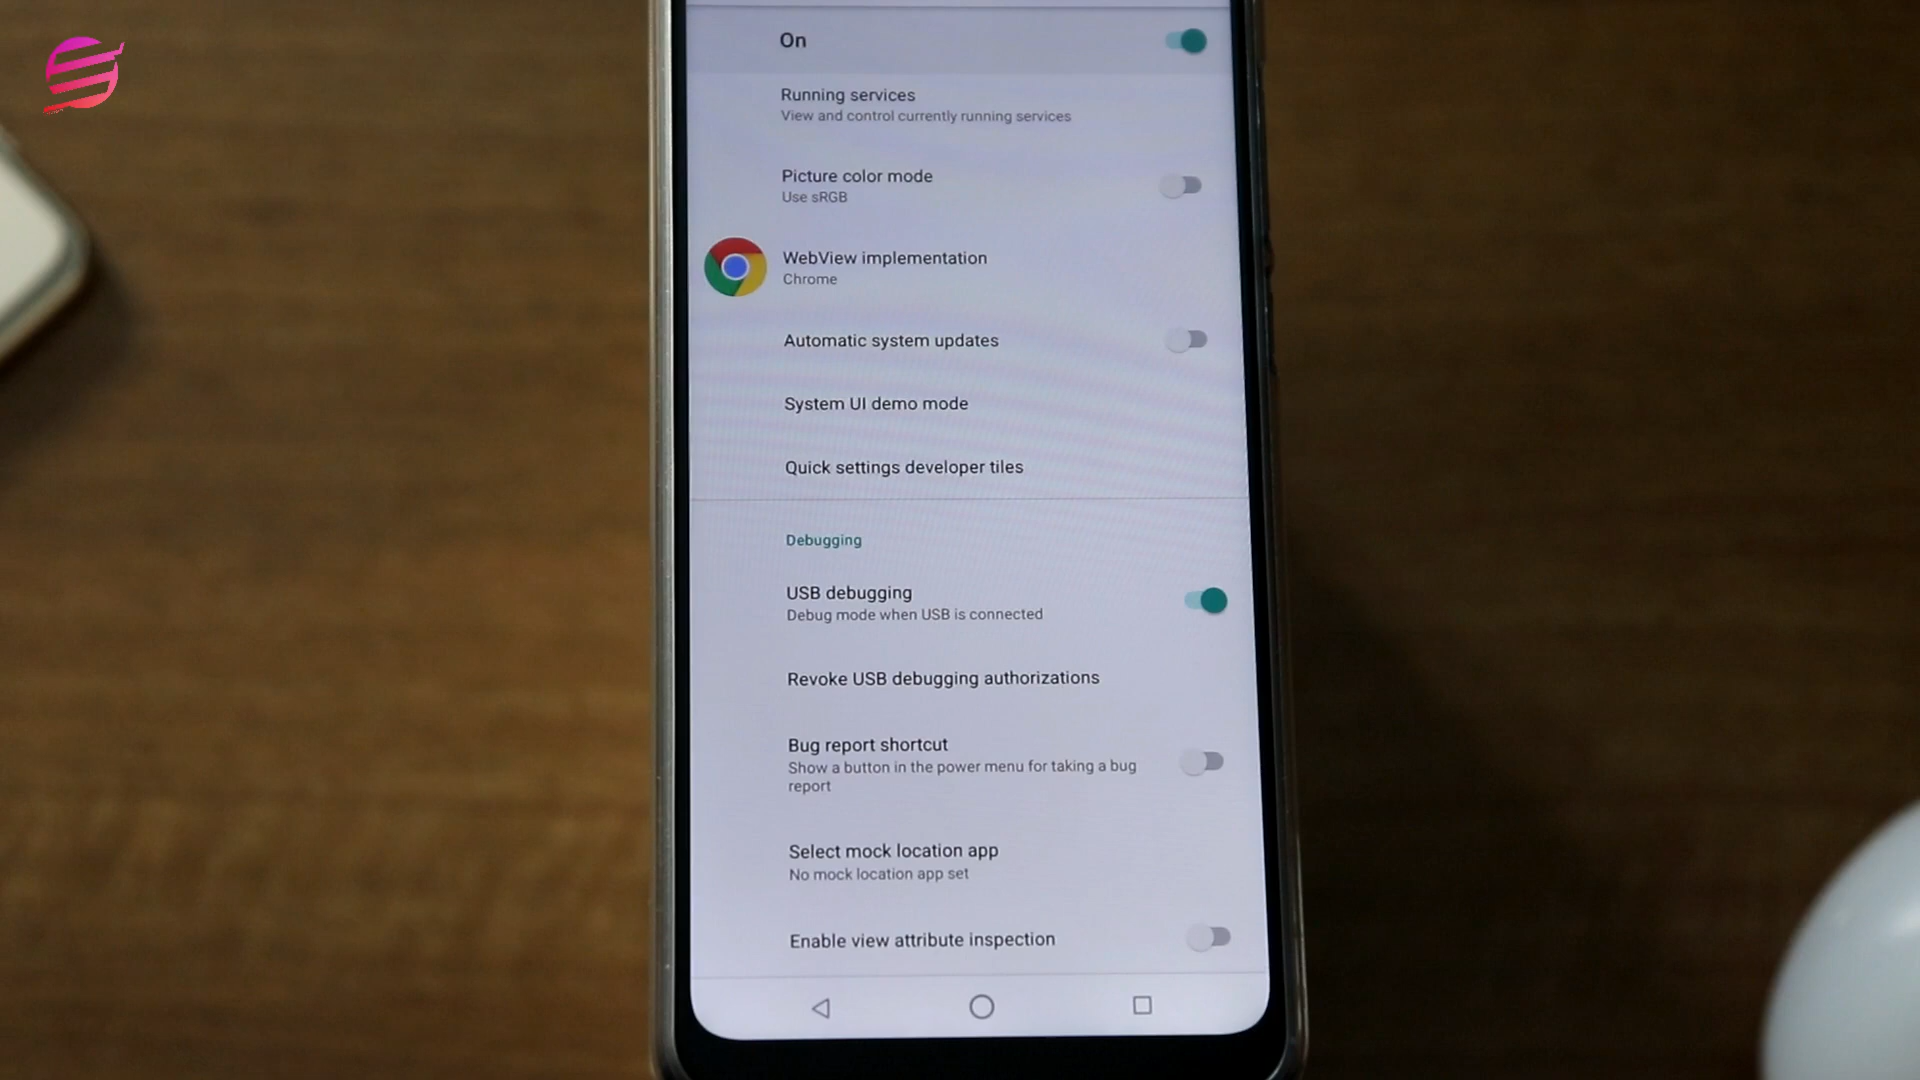 On
Running services
View and control currently running services
Picture color mode
Use sRGB
WebView implementation
Chrome
Automatic system updates
System UI demo mode
Quick settings developer tiles
Debugging
USB debugging
Debug mode when USB is connected
Revoke USB debugging authorizations
Bug report shortcut
Show a button in the power menu for taking a bug
report
Select mock location app
No mock location app set
Enable view attribute inspection